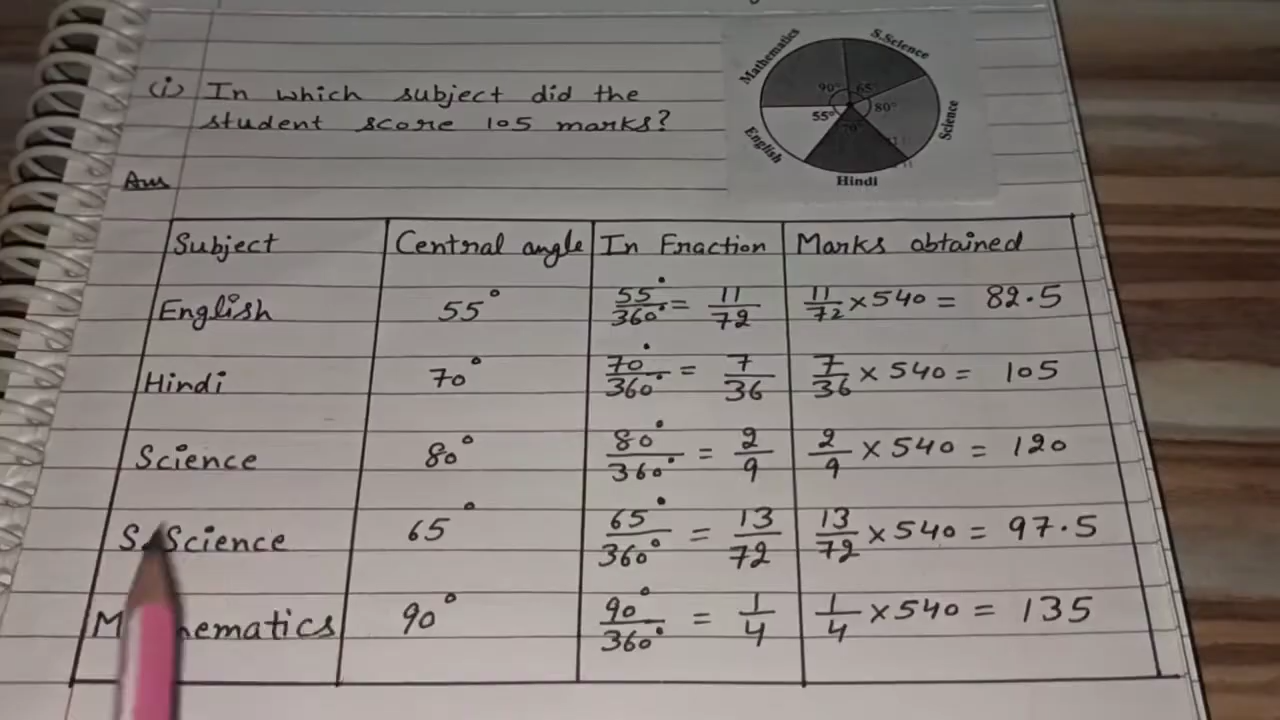 (i) In which subject did the
student score 105 marks?
Mathematics
S.Science
90° 65°
80°
55°
70°
Science
English
Hindi
Ans
Subject Central angle In Fraction Marks obtained
English 55° 55°/360° = 11/72 11/72 × 540 = 82.5
Hindi 70° 70°/360° = 7/36 7/36 × 540 = 105
Science 80° 80°/360° = 2/9 2/9 × 540 = 120
S.Science 65° 65°/360° = 13/72 13/72 × 540 = 97.5
M hematics 90° 90°/360° = 1/4 1/4 × 540 = 135